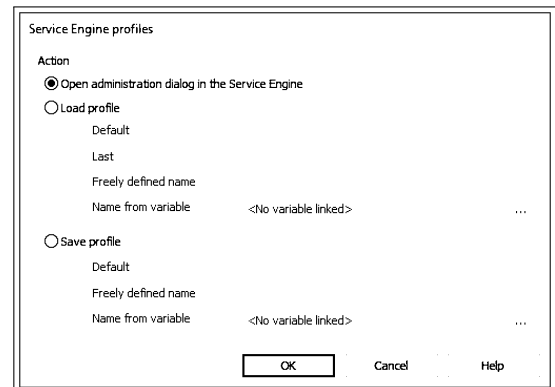 Service Engine profiles
Action
Open administration dialog in the Service Engine
Load profile
Default
Last
Freely defined name
Name from variable <No variable linked> ...
Save profile
Default
Freely defined name
Name from variable <No variable linked> ...
OK Cancel Help